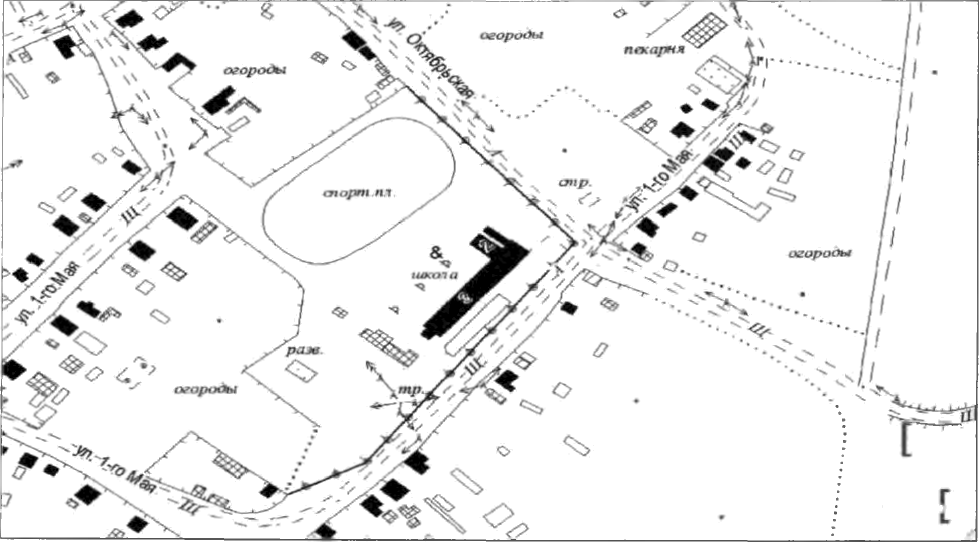 ул. Октябрьская
огороды
пекарня
огороды
спорт.пл.
стр.
ул. 1-го Мая
Ш
Ш
огороды
школа
ул. 1-го Мая
Ш
разв.
огороды
тр.
Ш
Ш
ул. 1-го Мая
Ш